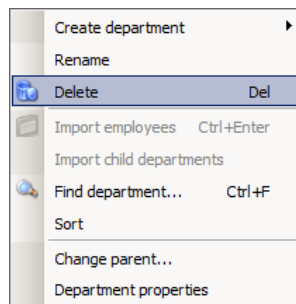 Create department
Rename
Delete Del
Import employees Ctrl+Enter
Import child departments
Find department... Ctrl+F
Sort
Change parent...
Department properties